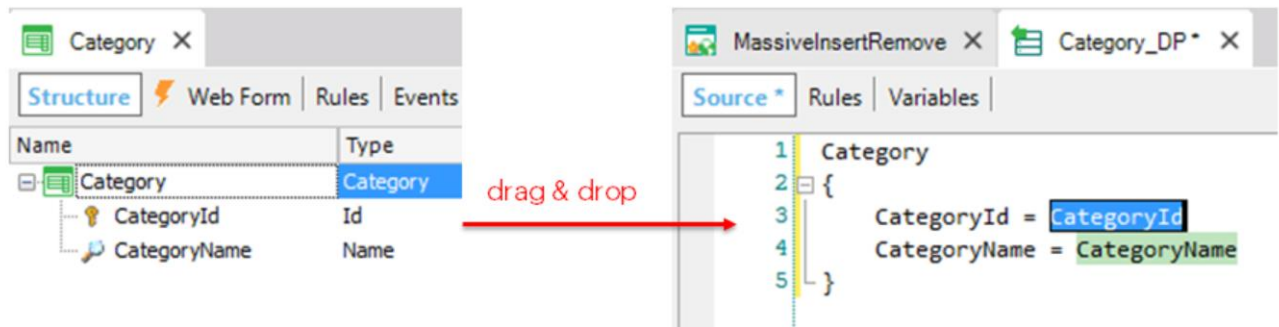 Category
Structure Web Form Rules Events
Name Type
Category Category
CategoryId Id
CategoryName Name
drag & drop
MassiveInsertRemove Category_DP*
Source * Rules Variables
1 Category
2 {
3 CategoryId = CategoryId
4 CategoryName = CategoryName
5 }